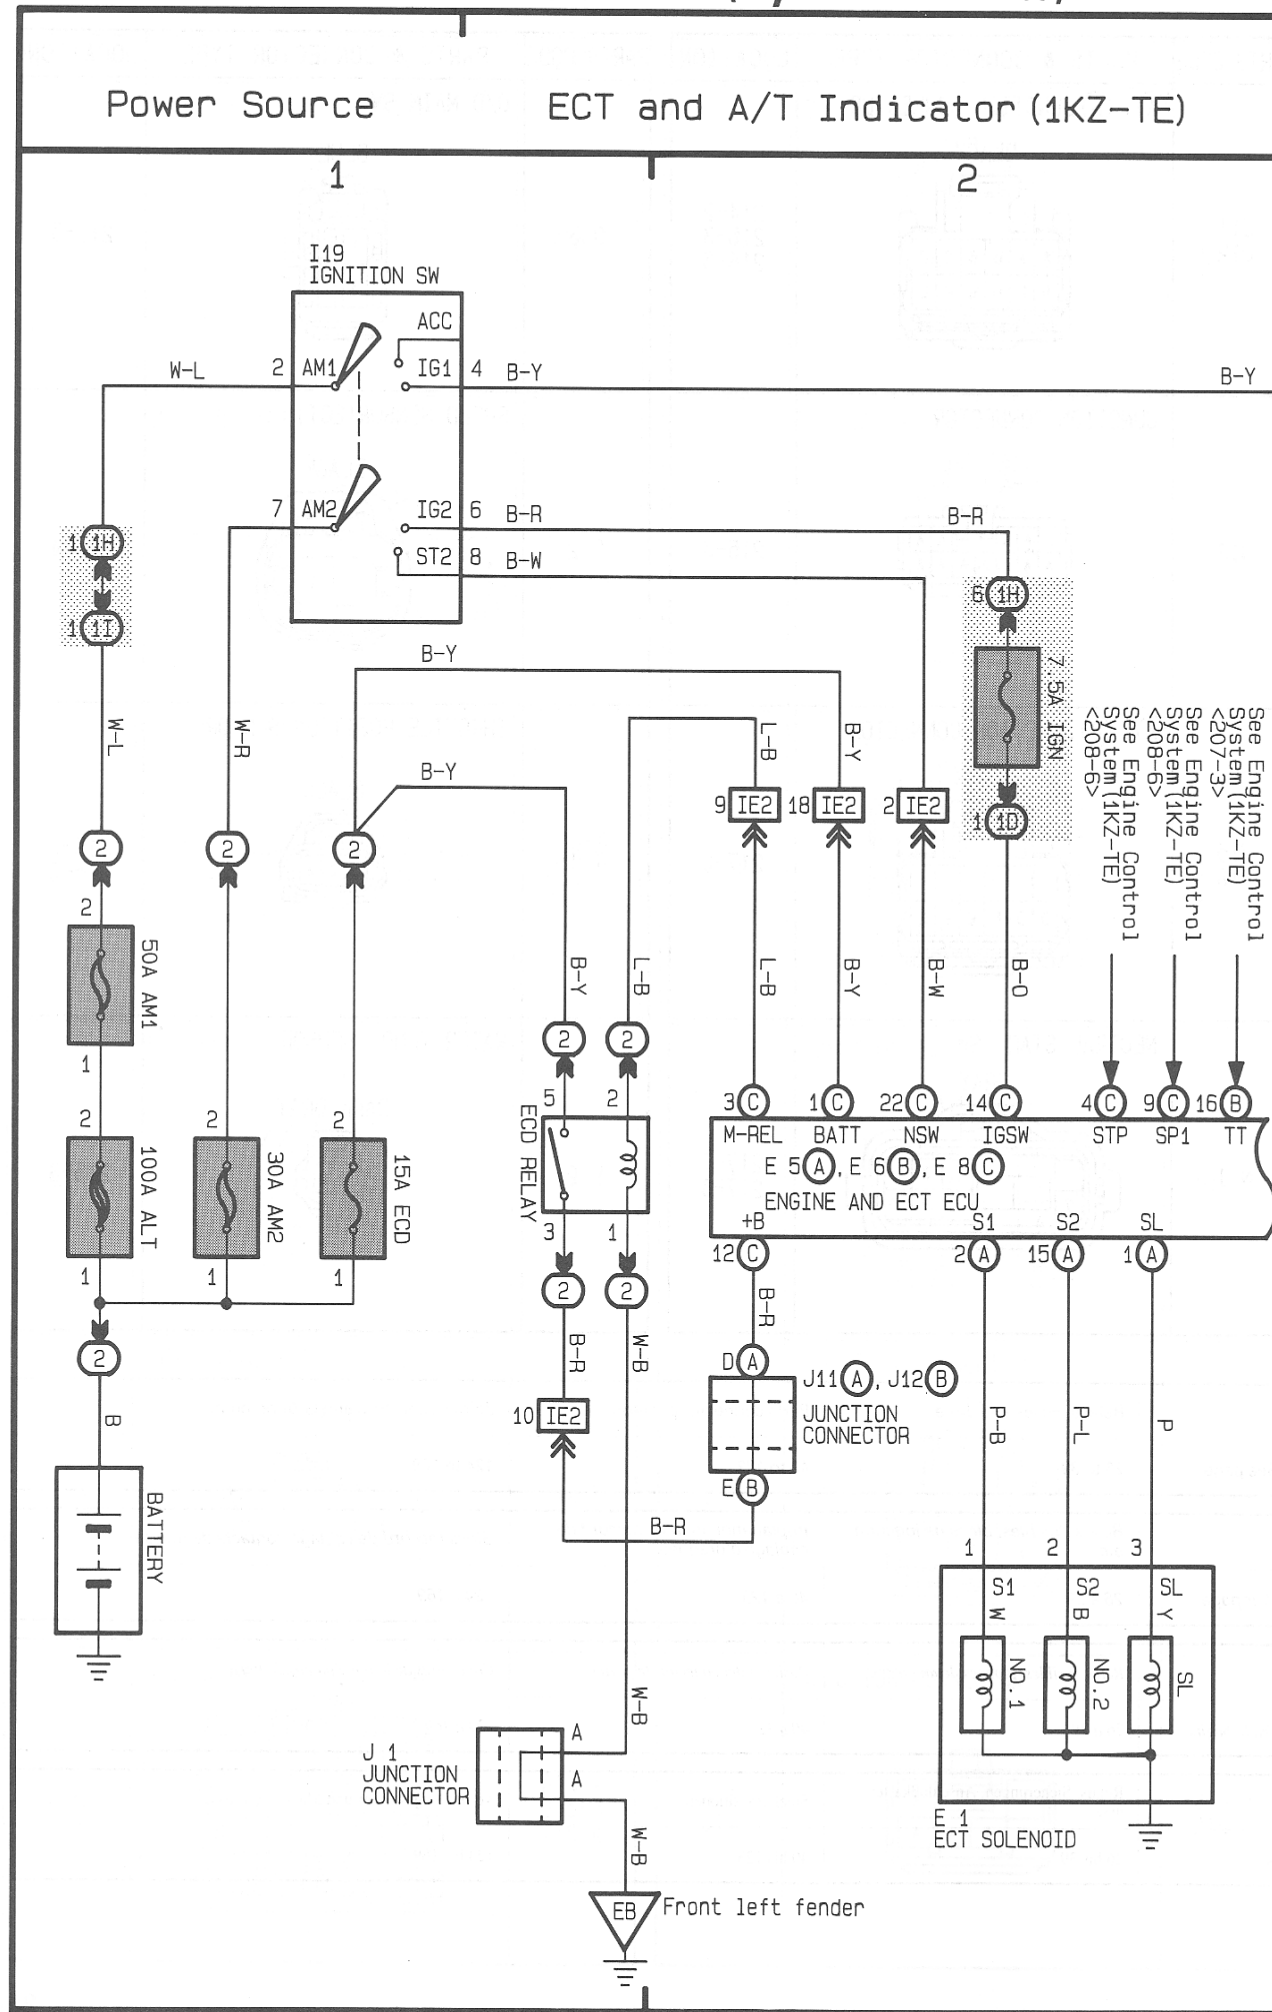 Power Source
ECT and A/T Indicator (1KZ-TE)
1
2
I19
IGNITION SW
ACC
W-L
2
AM1
IG1
4
B-Y
B-Y
7
AM2
IG2
6
B-R
B-R
ST2
8
B-W
1
1H
1
1I
6
1H
7.5A IGN
1
1D
B-Y
W-L
W-R
B-Y
L-B
B-Y
9
IE2
18
IE2
2
IE2
See Engine Control
System(1KZ-TE)
<208-6>
See Engine Control
System(1KZ-TE)
<208-6>
See Engine Control
System(1KZ-TE)
<207-3>
2
2
2
2
50A AM1
1
B-Y
L-B
L-B
B-Y
B-W
B-O
2
2
5
2
ECD RELAY
3
1
2
2
2
100A ALT
1
2
30A AM2
1
2
15A ECD
1
3
C
1
C
22
C
14
C
4
C
9
C
16
B
M-REL
BATT
NSW
IGSW
STP
SP1
TT
E 5
A
, E 6
B
, E 8
C
ENGINE AND ECT ECU
+B
S1
S2
SL
12
C
2
A
15
A
1
A
2
B
BATTERY
B-R
10
IE2
W-B
B-R
D
A
J11
A
, J12
B
JUNCTION
CONNECTOR
E
B
B-R
P-B
P-L
P
1
2
3
S1
S2
SL
W
B
Y
NO.1
NO.2
SL
E 1
ECT SOLENOID
W-B
J 1
JUNCTION
CONNECTOR
A
A
W-B
EB
Front left fender